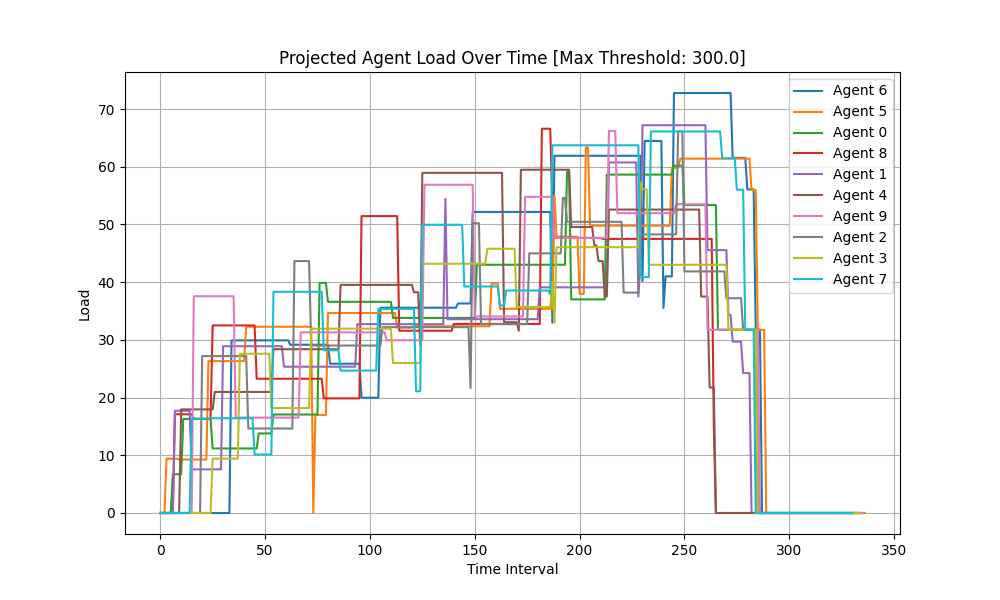 Projected Agent Load Over Time [Max Threshold: 300.0]
Load
70
60
50
40
30
20
10
0
0
50
100
150
200
250
300
350
Time Interval
Agent 6
Agent 5
Agent 0
Agent 8
Agent 1
Agent 4
Agent 9
Agent 2
Agent 3
Agent 7